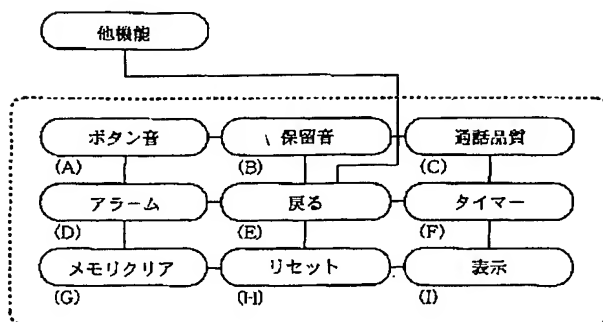 他機能
ボタン音 保留音 通話品質
(A) (B) (C)
アラーム 戻る タイマー
(D) (E) (F)
メモリクリア リセット 表示
(G) (H) (I)